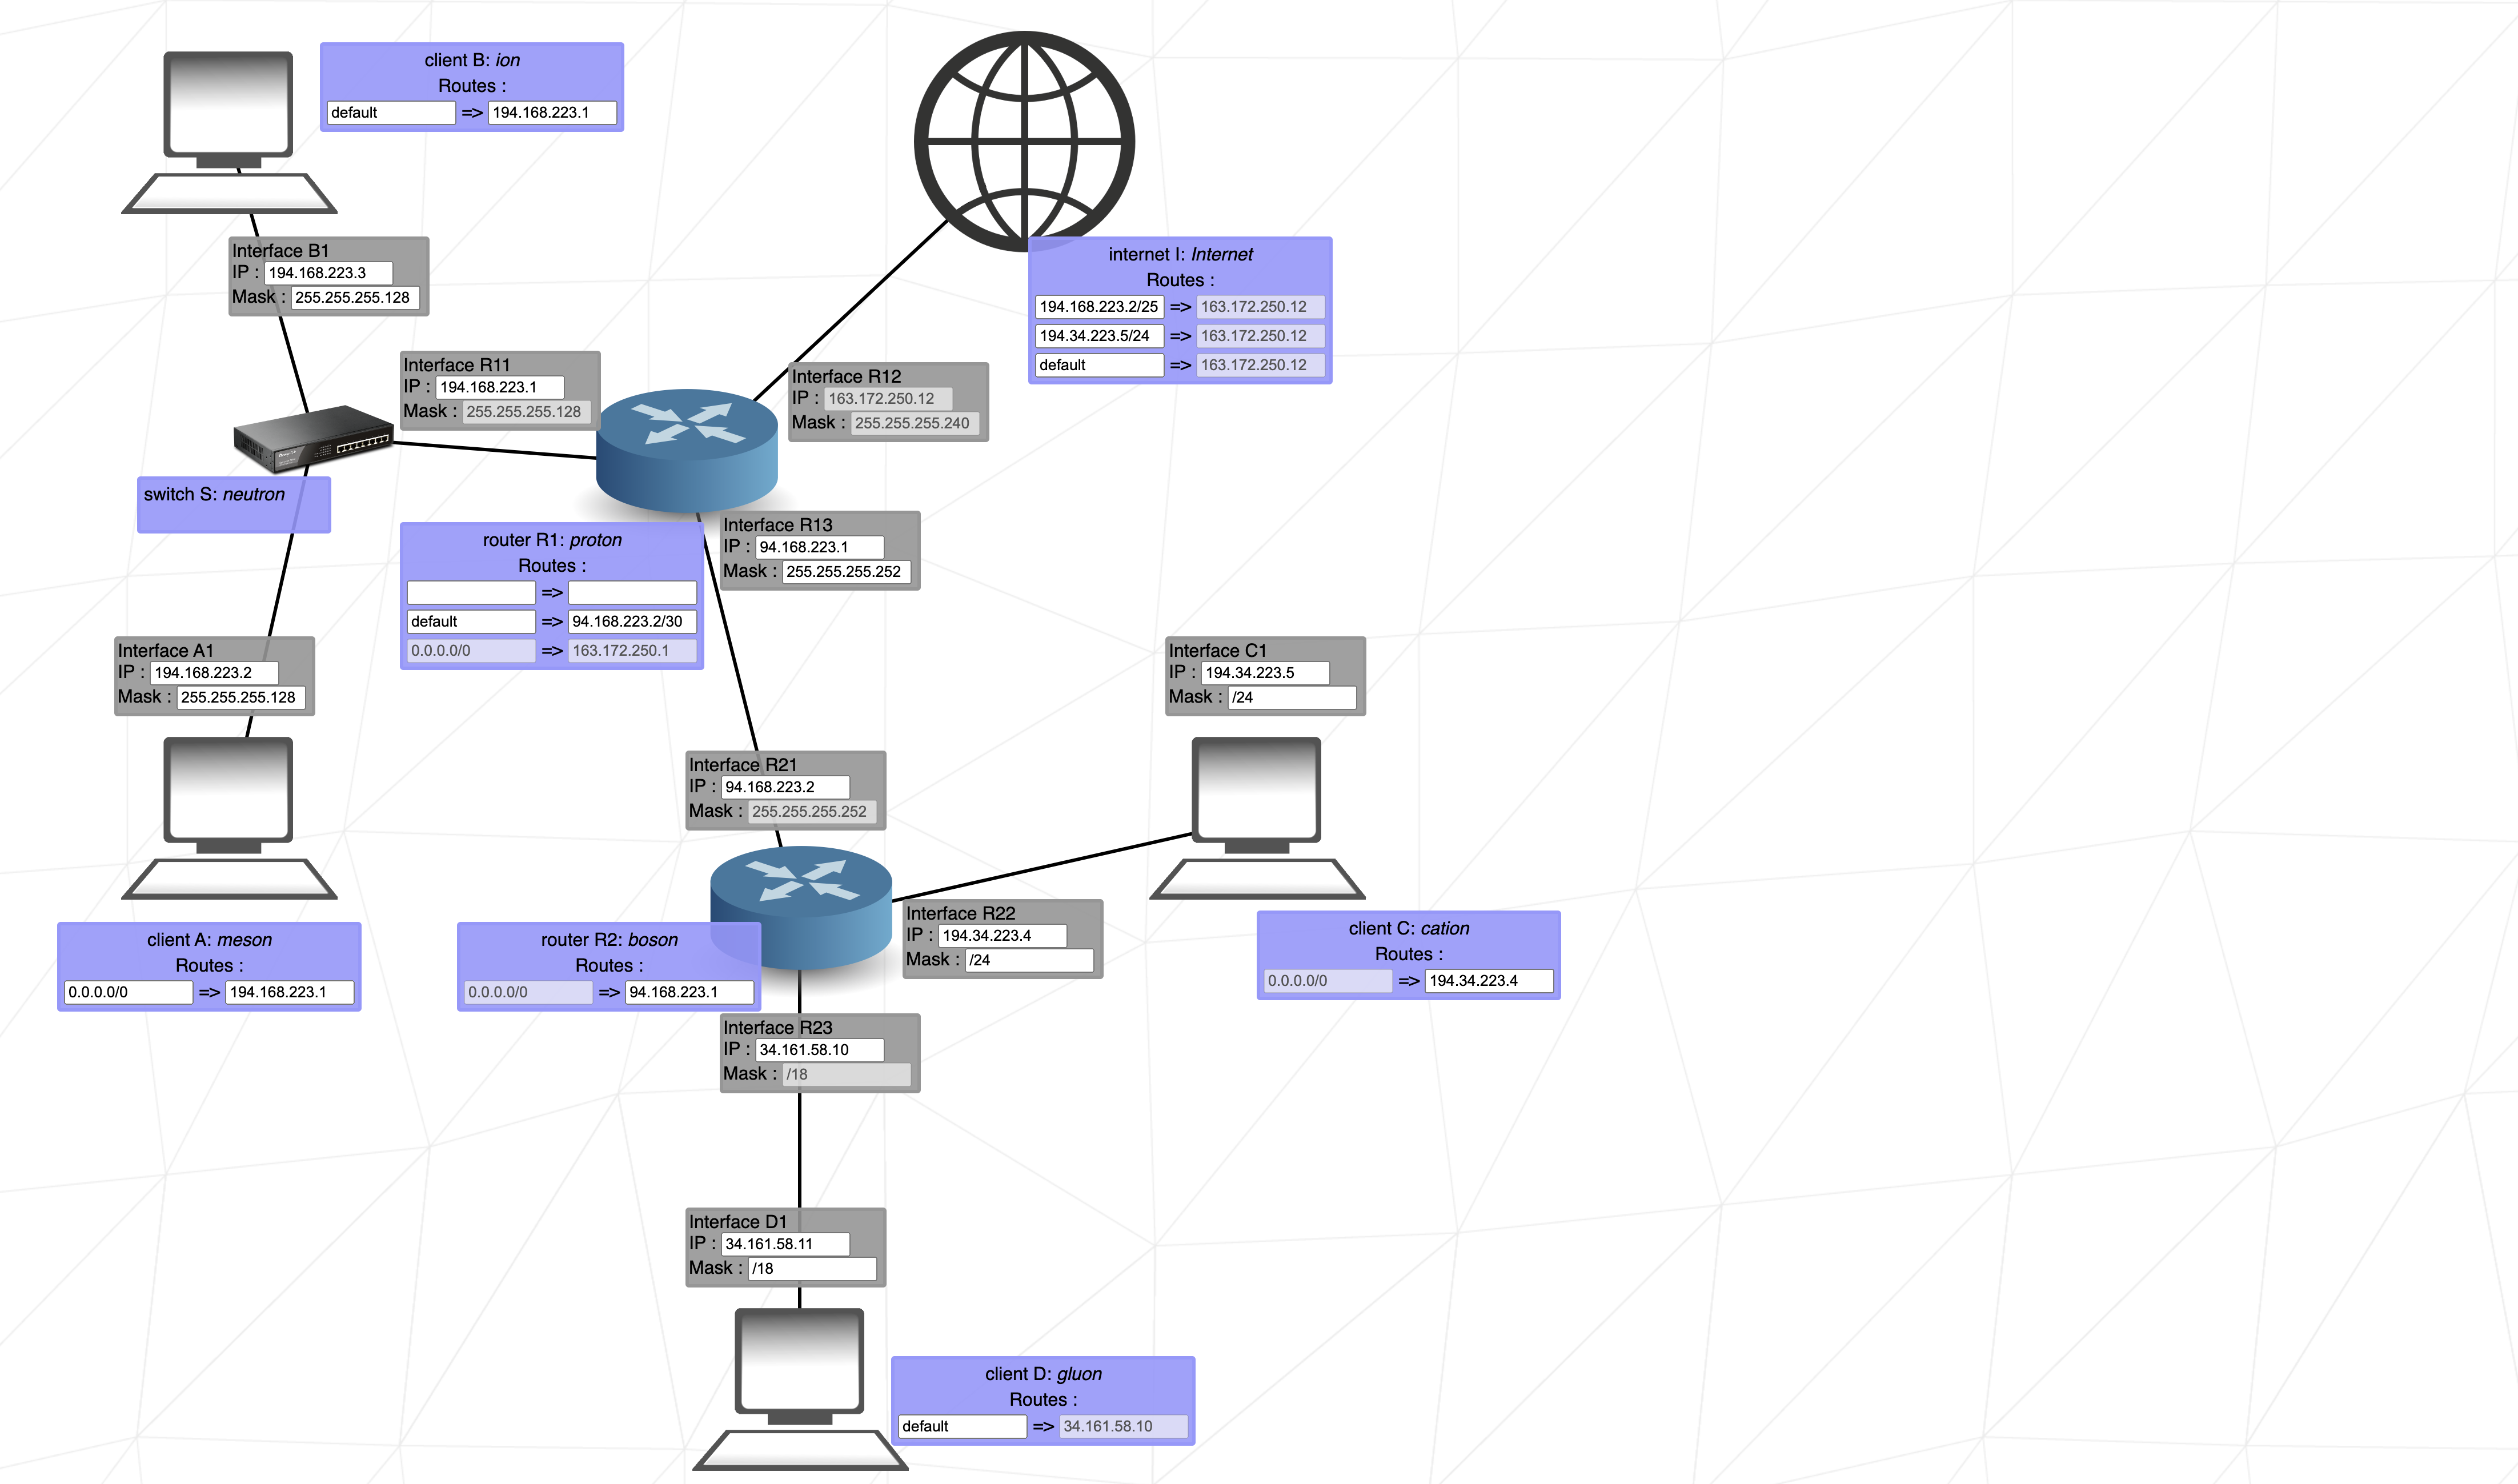 client B: ion
Routes :
default => 194.168.223.1
internet I: Internet
Routes :
194.168.223.2/25 => 163.172.250.12
194.34.223.5/24 => 163.172.250.12
default => 163.172.250.12
Interface B1
IP : 194.168.223.3
Mask : 255.255.255.128
Interface R11
IP : 194.168.223.1
Mask : 255.255.255.128
Interface R12
IP : 163.172.250.12
Mask : 255.255.255.240
switch S: neutron
Interface R13
IP : 94.168.223.1
Mask : 255.255.255.252
router R1: proton
Routes :
=>
default => 94.168.223.2/30
0.0.0.0/0 => 163.172.250.1
Interface A1
IP : 194.168.223.2
Mask : 255.255.255.128
Interface C1
IP : 194.34.223.5
Mask : /24
Interface R21
IP : 94.168.223.2
Mask : 255.255.255.252
client A: meson
Routes :
0.0.0.0/0 => 194.168.223.1
router R2: boson
Routes :
0.0.0.0/0 => 94.168.223.1
Interface R22
IP : 194.34.223.4
Mask : /24
client C: cation
Routes :
0.0.0.0/0 => 194.34.223.4
Interface R23
IP : 34.161.58.10
Mask : /18
Interface D1
IP : 34.161.58.11
Mask : /18
client D: gluon
Routes :
default => 34.161.58.10